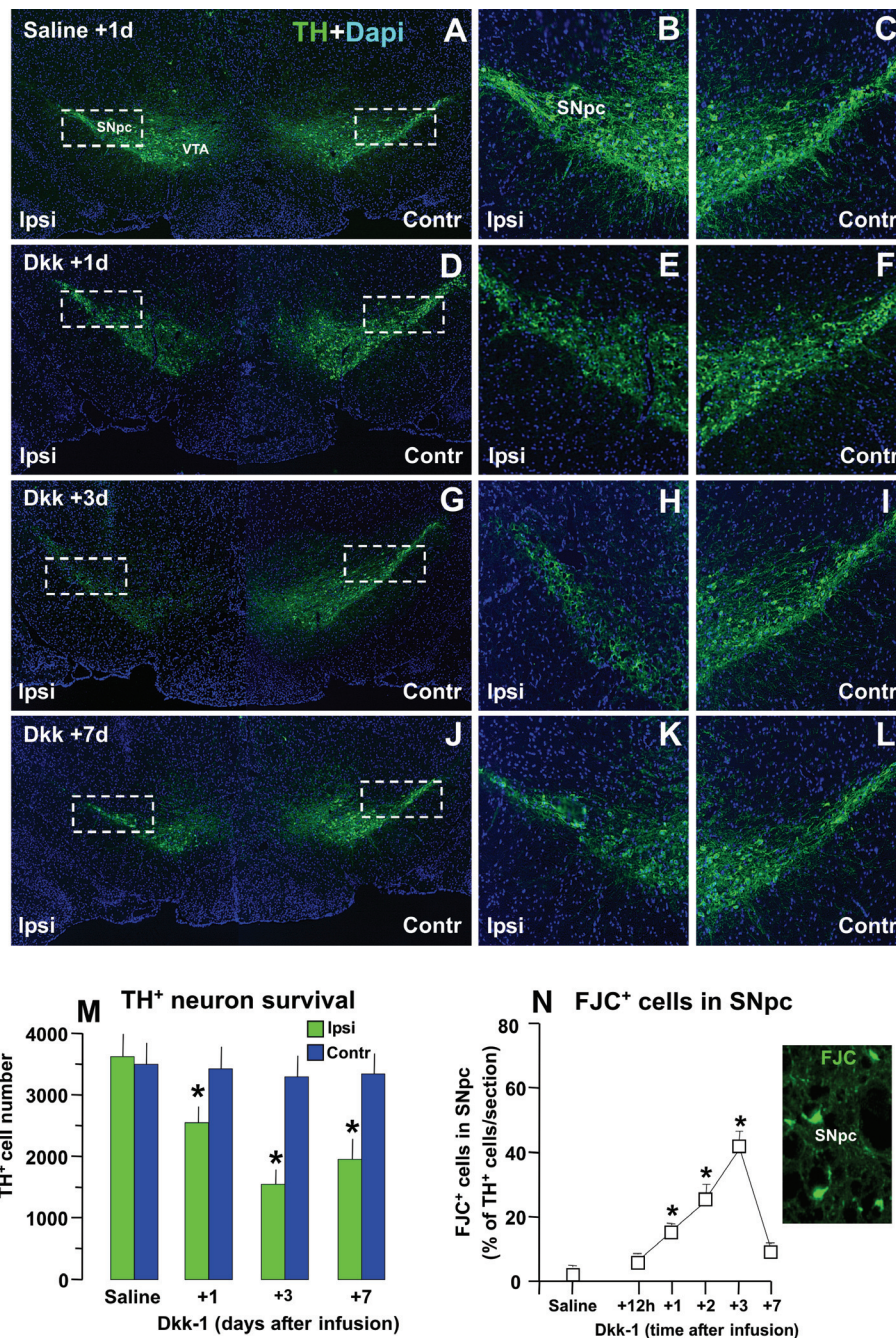 Saline +1d
TH+Dapi
A
SNpc
VTA
Ipsi
Contr
B
SNpc
Ipsi
C
Contr
Dkk +1d
D
Ipsi
Contr
E
Ipsi
F
Contr
Dkk +3d
G
Ipsi
Contr
H
Ipsi
I
Contr
Dkk +7d
J
Ipsi
Contr
K
Ipsi
L
Contr
M
TH⁺ neuron survival
Ipsi
Contr
TH⁺ cell number
4000
3500
3000
2000
1000
0
*
*
*
Saline
+1
+3
+7
Dkk-1 (days after infusion)
N
FJC⁺ cells in SNpc
FJC⁺ cells in SNpc
(% of TH⁺ cells/section)
80
60
40
20
0
*
*
*
Saline
+12h
+1
+2
+3
+7
Dkk-1 (time after infusion)
FJC
SNpc